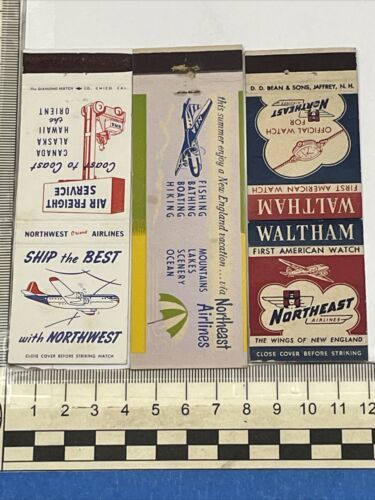 The Diamond Match Co., Chico, Cal.
Coast to Coast
CANADA
ALASKA
HAWAII
the
ORIENT
AIR FREIGHT
SERVICE
NORTHWEST Orient AIRLINES
SHIP the BEST
with NORTHWEST
CLOSE COVER BEFORE STRIKING MATCH
this summer enjoy a New England vacation... via Northeast
Airlines
FISHING
BATHING
BOATING
HIKING
MOUNTAINS
LAKES
SCENERY
OCEAN
D. D. BEAN & SONS, JAFFREY, N. H.
OFFICIAL WATCH
FOR
NORTHEAST
AIRLINES
WALTHAM
FIRST AMERICAN WATCH
WALTHAM
FIRST AMERICAN WATCH
NORTHEAST
AIRLINES
THE WINGS OF NEW ENGLAND
CLOSE COVER BEFORE STRIKING
1 2 3 4 5 6 7 8 9 10 11 12